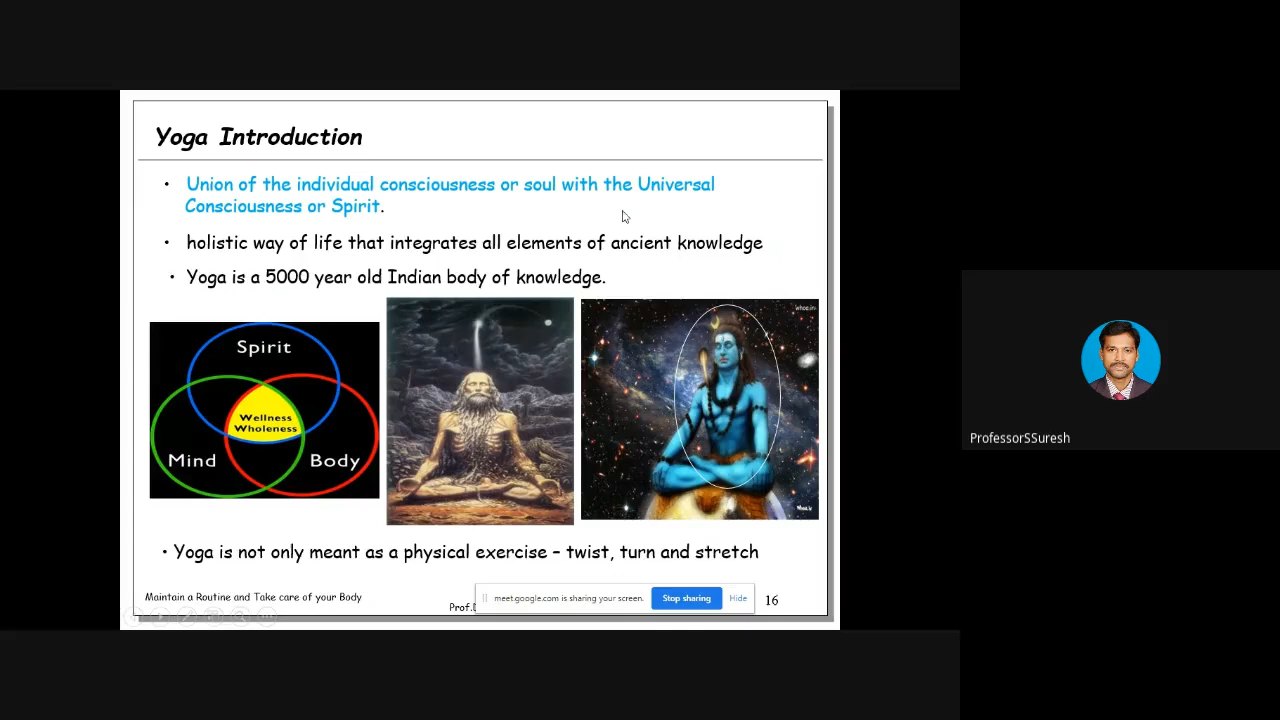 Yoga Introduction
• Union of the individual consciousness or soul with the Universal
Consciousness or Spirit.
• holistic way of life that integrates all elements of ancient knowledge
• Yoga is a 5000 year old Indian body of knowledge.
Spirit
Wellness
Wholeness
Mind
Body
• Yoga is not only meant as a physical exercise – twist, turn and stretch
Maintain a Routine and Take care of your Body
meet.google.com is sharing your screen.
Stop sharing
Hide
16
ProfessorSSuresh